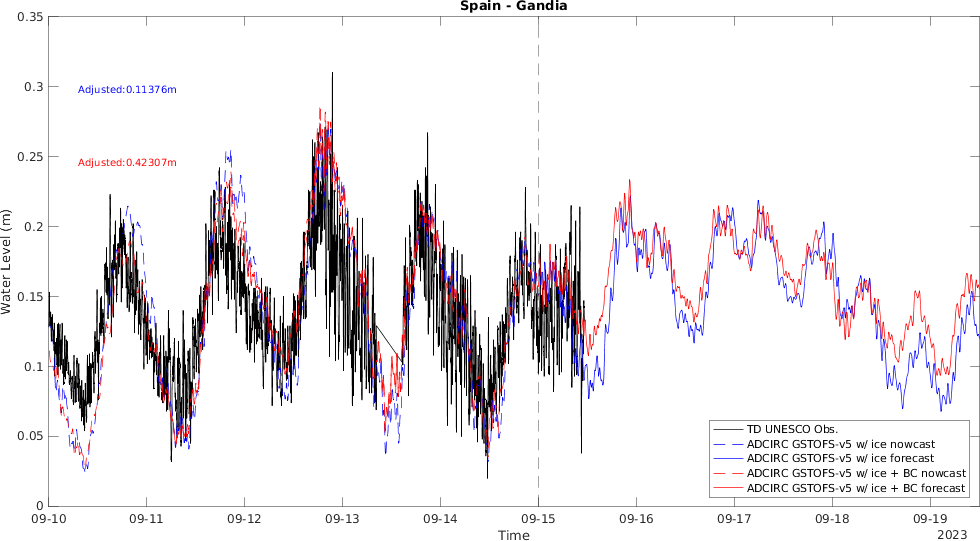 Spain - Gandia
0.35
0.3
0.25
0.2
0.15
0.1
0.05
0
Water Level (m)
Adjusted:0.11376m
Adjusted:0.42307m
TD UNESCO Obs.
ADCIRC GSTOFS-v5 w/ ice nowcast
ADCIRC GSTOFS-v5 w/ ice forecast
ADCIRC GSTOFS-v5 w/ ice + BC nowcast
ADCIRC GSTOFS-v5 w/ ice + BC forecast
09-10 09-11 09-12 09-13 09-14 09-15 09-16 09-17 09-18 09-19
Time
2023